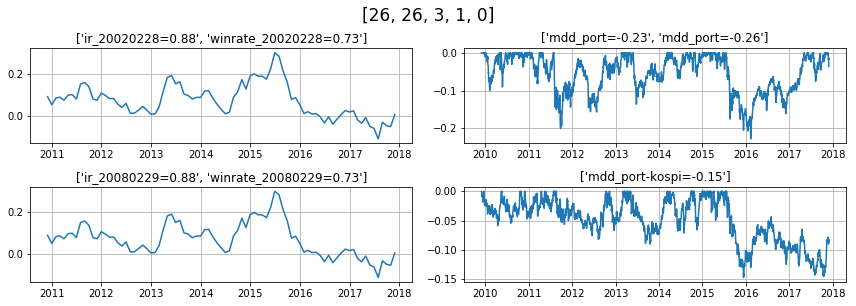 [26, 26, 3, 1, 0]
['ir_20020228=0.88', 'winrate_20020228=0.73']
0.2
0.0
2011 2012 2013 2014 2015 2016 2017 2018
['mdd_port=-0.23', 'mdd_port=-0.26']
0.0
−0.1
−0.2
2010 2011 2012 2013 2014 2015 2016 2017 2018
['ir_20080229=0.88', 'winrate_20080229=0.73']
0.2
0.0
2011 2012 2013 2014 2015 2016 2017 2018
['mdd_port-kospi=-0.15']
0.00
−0.05
−0.10
−0.15
2010 2011 2012 2013 2014 2015 2016 2017 2018